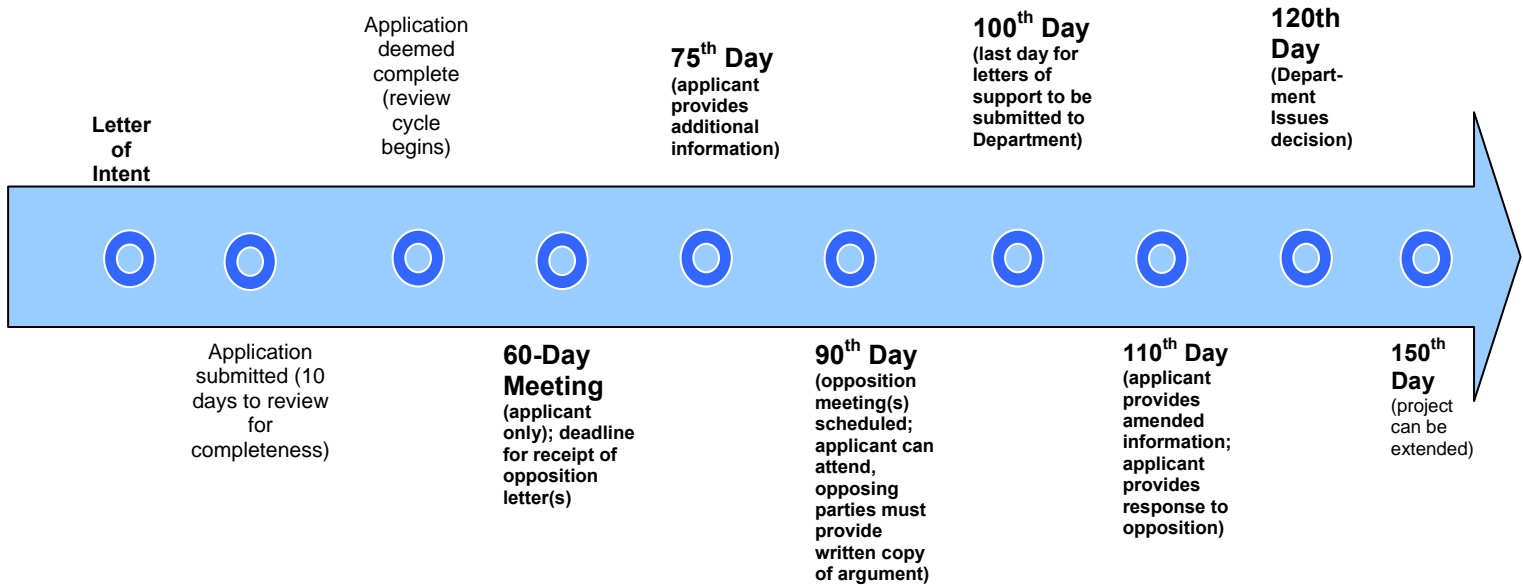 Letter
of
Intent
Application
submitted (10
days to review
for
completeness)
Application
deemed
complete
(review
cycle
begins)
60-Day
Meeting
(applicant
only); deadline
for receipt of
opposition
letter(s)
75th Day
(applicant
provides
additional
information)
90th Day
(opposition
meeting(s)
scheduled;
applicant can
attend,
opposing
parties must
provide
written copy
of argument)
100th Day
(last day for
letters of
support to be
submitted to
Department)
110th Day
(applicant
provides
amended
information;
applicant
provides
response to
opposition)
120th
Day
(Depart-
ment
Issues
decision)
150th
Day
(project
can be
extended)